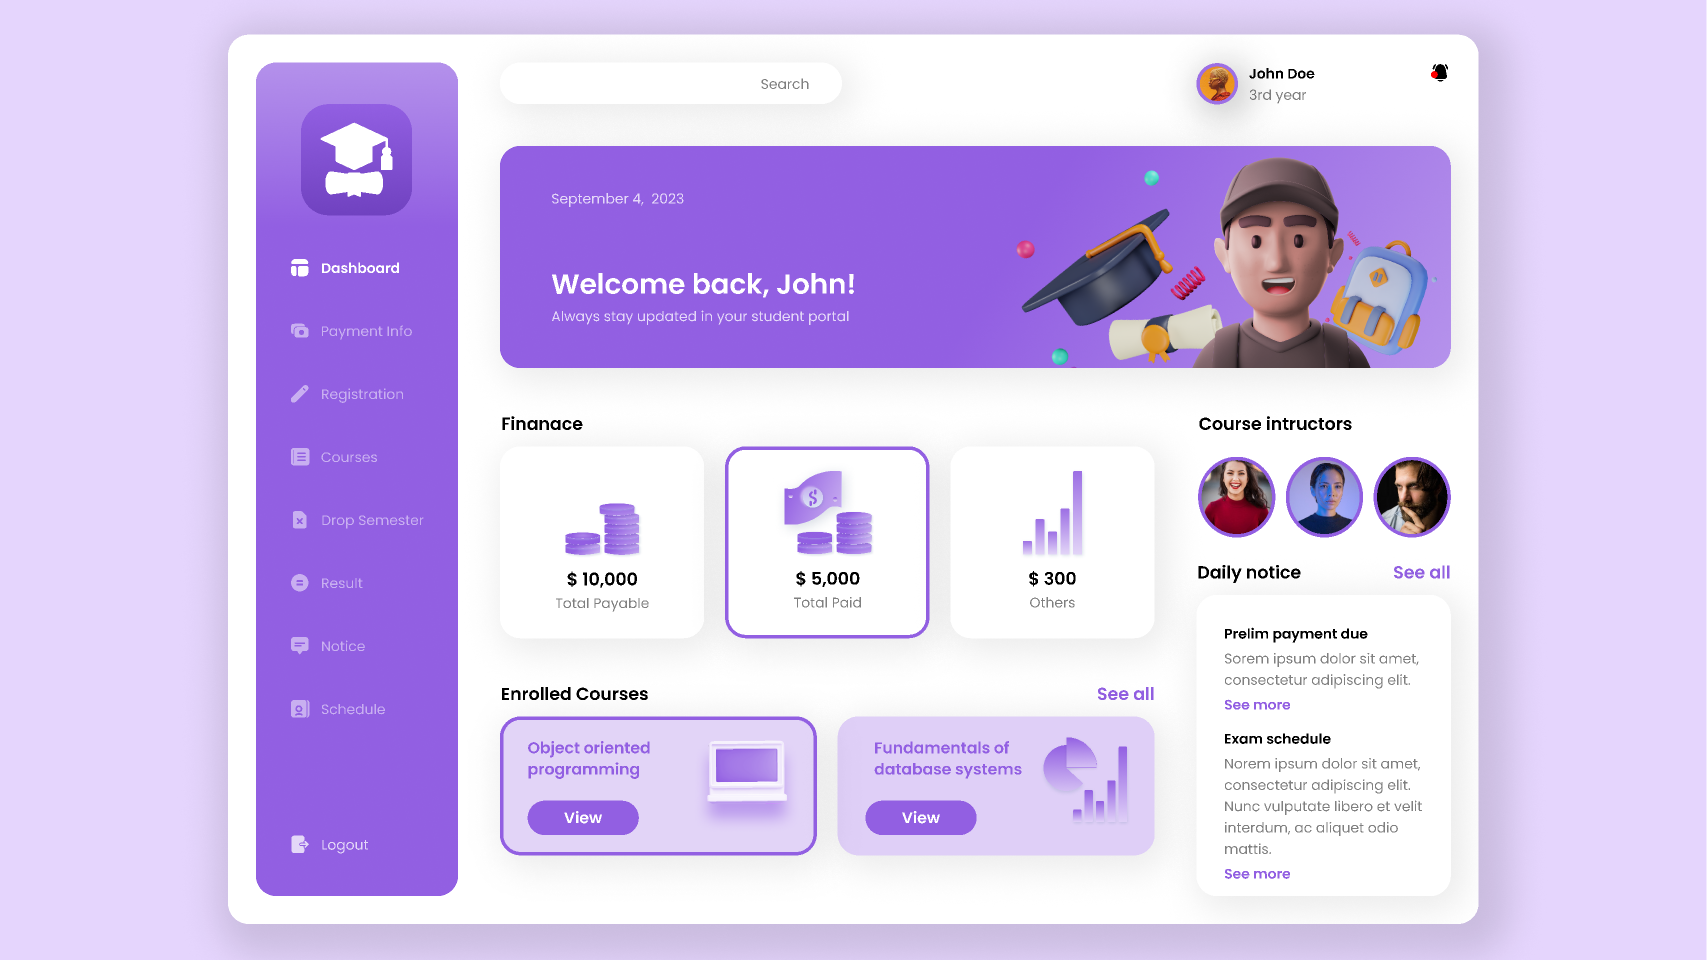 Dashboard
Payment Info
Registration
Courses
Drop Semester
Result
Notice
Schedule
Logout
Search
John Doe
3rd year
September 4, 2023
Welcome back, John!
Always stay updated in your student portal
Finanace
$ 10,000
Total Payable
$
$ 5,000
Total Paid
$ 300
Others
Enrolled Courses
See all
Object oriented
programming
View
Fundamentals of
database systems
View
Course intructors
Daily notice
See all
Prelim payment due
Sorem ipsum dolor sit amet,
consectetur adipiscing elit.
See more
Exam schedule
Norem ipsum dolor sit amet,
consectetur adipiscing elit.
Nunc vulputate libero et velit
interdum, ac aliquet odio
mattis.
See more